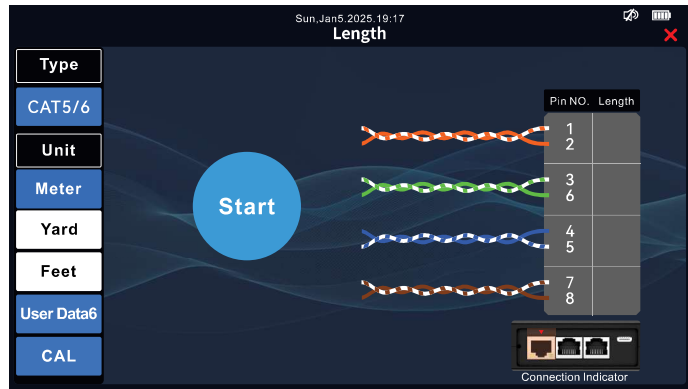 Sun,Jan5.2025.19:17
Length
Type
CAT5/6
Unit
Meter
Yard
Feet
User Data6
CAL
Start
Pin NO. Length
1
2
3
6
4
5
7
8
Connection Indicator